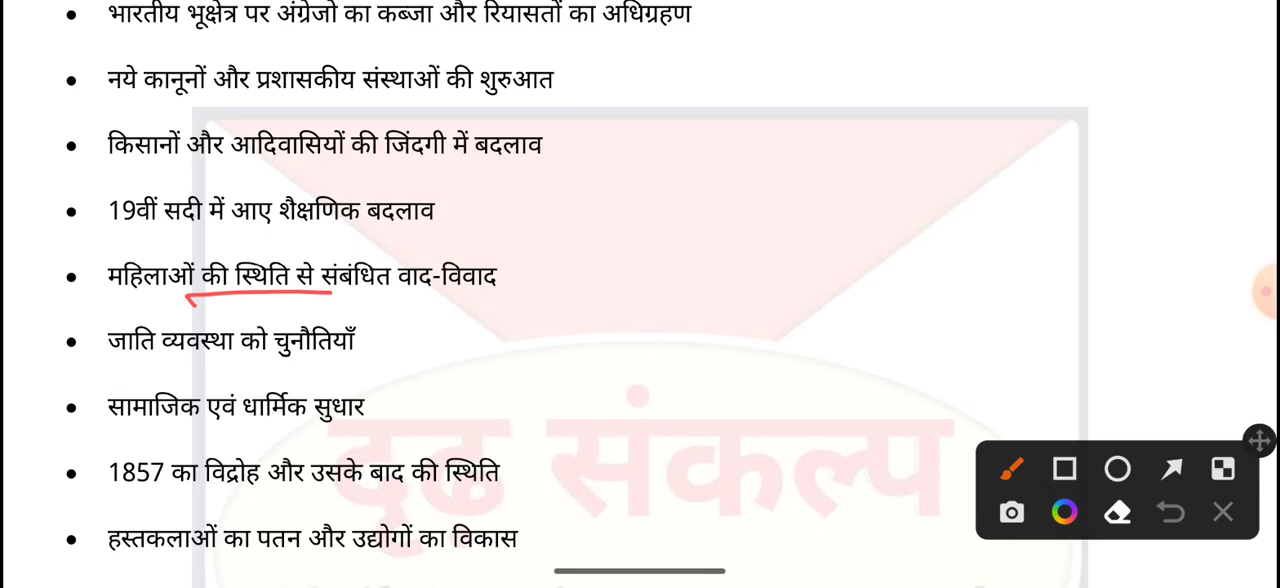 • भारतीय भूक्षेत्र पर अंग्रेजो का कब्जा और रियासतों का अधिग्रहण
• नये कानूनों और प्रशासकीय संस्थाओं की शुरुआत
• किसानों और आदिवासियों की जिंदगी में बदलाव
• 19वीं सदी में आए शैक्षणिक बदलाव
• महिलाओं की स्थिति से संबंधित वाद-विवाद
• जाति व्यवस्था को चुनौतियाँ
• सामाजिक एवं धार्मिक सुधार
दृढ संकल्प
• 1857 का विद्रोह और उसके बाद की स्थिति
• हस्तकलाओं का पतन और उद्योगों का विकास